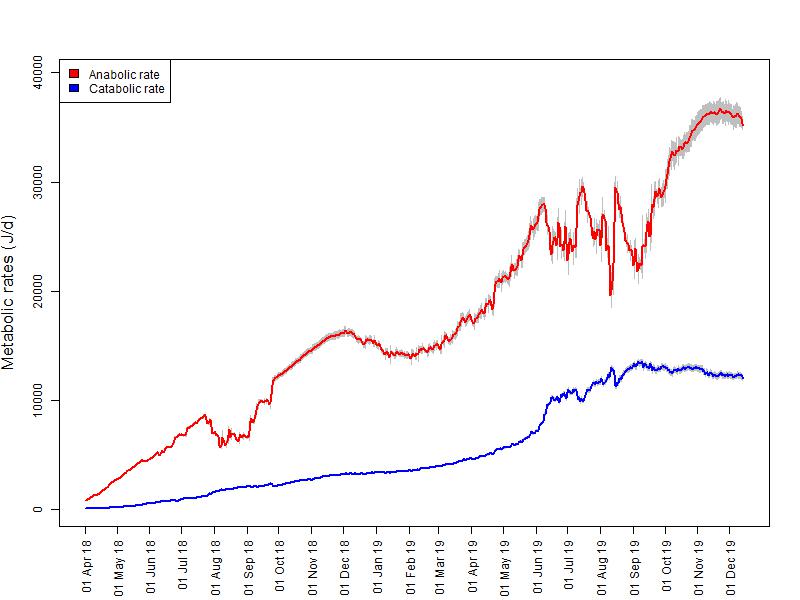 Anabolic rate
Catabolic rate
Metabolic rates (J/d)
40000
30000
20000
10000
0
01 Apr 18
01 May 18
01 Jun 18
01 Jul 18
01 Aug 18
01 Sep 18
01 Oct 18
01 Nov 18
01 Dec 18
01 Jan 19
01 Feb 19
01 Mar 19
01 Apr 19
01 May 19
01 Jun 19
01 Jul 19
01 Aug 19
01 Sep 19
01 Oct 19
01 Nov 19
01 Dec 19